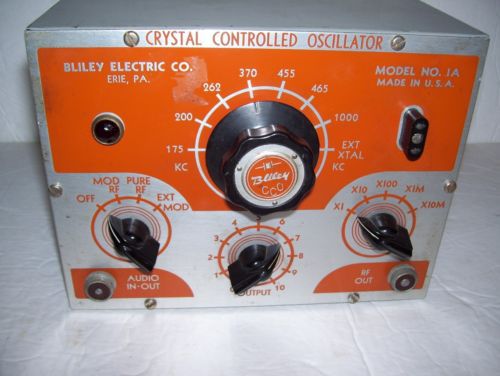 CRYSTAL CONTROLLED OSCILLATOR
BLILEY ELECTRIC CO.
ERIE, PA.
MODEL NO. 1A
MADE IN U.S.A.
175
KC
200
262
370
455
465
1000
EXT
XTAL
KC
Bliley
CCO
OFF
MOD
RF
PURE
RF
EXT
MOD
AUDIO
IN-OUT
1
2
3
4
5
6
7
8
9
10
OUTPUT
X1
X10
X100
X1M
X10M
RF
OUT